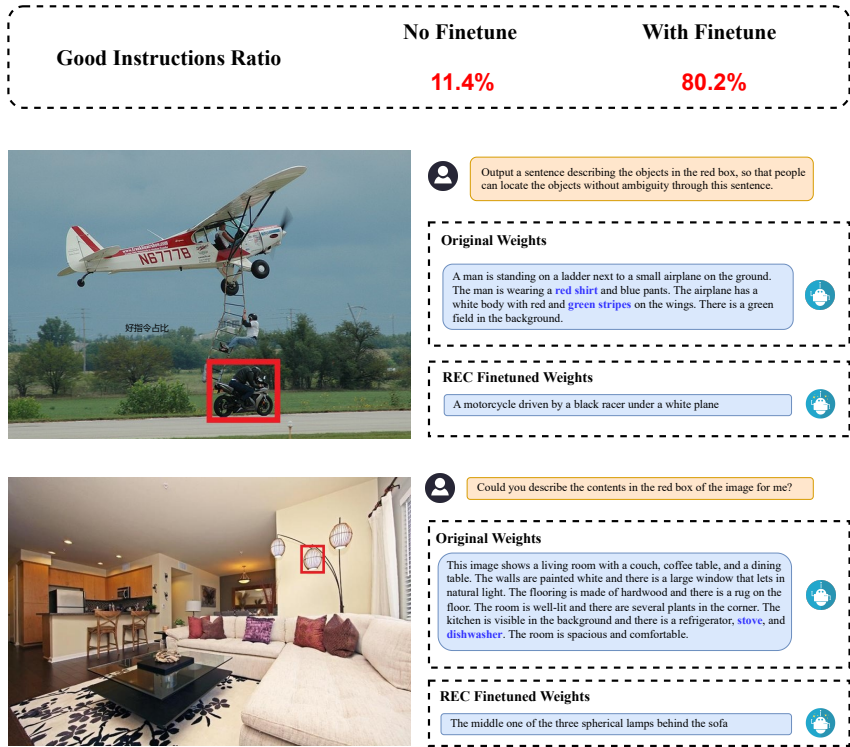 No Finetune
With Finetune
Good Instructions Ratio
11.4%
80.2%
Output a sentence describing the objects in the red box, so that people
can locate the objects without ambiguity through this sentence.
Original Weights
A man is standing on a ladder next to a small airplane on the ground.
The man is wearing a red shirt and blue pants. The airplane has a
white body with red and green stripes on the wings. There is a green
field in the background.
REC Finetuned Weights
A motorcycle driven by a black racer under a white plane
N6777B
好指令占比
Could you describe the contents in the red box of the image for me?
Original Weights
This image shows a living room with a couch, coffee table, and a dining
table. The walls are painted white and there is a large window that lets in
natural light. The flooring is made of hardwood and there is a rug on the
floor. The room is well-lit and there are several plants in the corner. The
kitchen is visible in the background and there is a refrigerator, stove, and
dishwasher. The room is spacious and comfortable.
REC Finetuned Weights
The middle one of the three spherical lamps behind the sofa